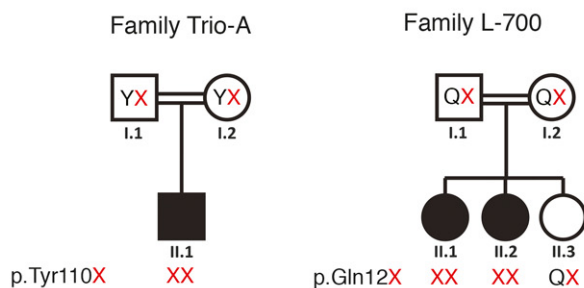 Family Trio-A
YX YX
I.1 I.2
II.1
p.Tyr110X XX
Family L-700
QX QX
I.1 I.2
II.1 II.2 II.3
p.Gln12X XX XX QX